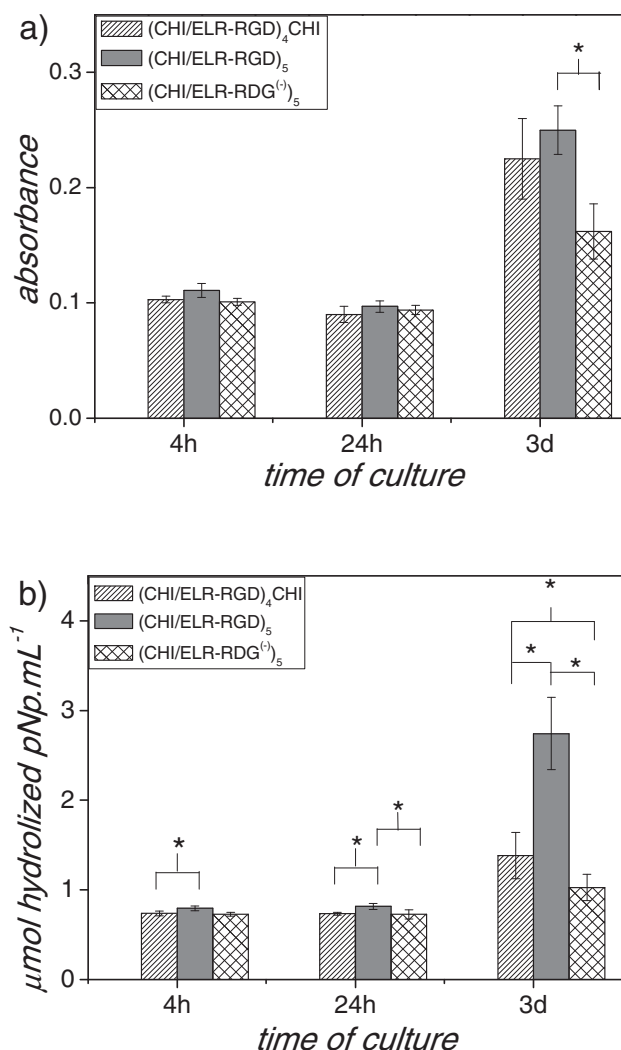 a)
(CHI/ELR-RGD)₄CHI
(CHI/ELR-RGD)₅
(CHI/ELR-RDG⁽⁻⁾)₅
*
0.3
0.2
0.1
0.0
absorbance
4h 24h 3d
time of culture
b)
(CHI/ELR-RGD)₄CHI
(CHI/ELR-RGD)₅
(CHI/ELR-RDG⁽⁻⁾)₅
*
* *
* *
*
4
3
2
1
0
μmol hydrolized pNp.mL⁻¹
4h 24h 3d
time of culture